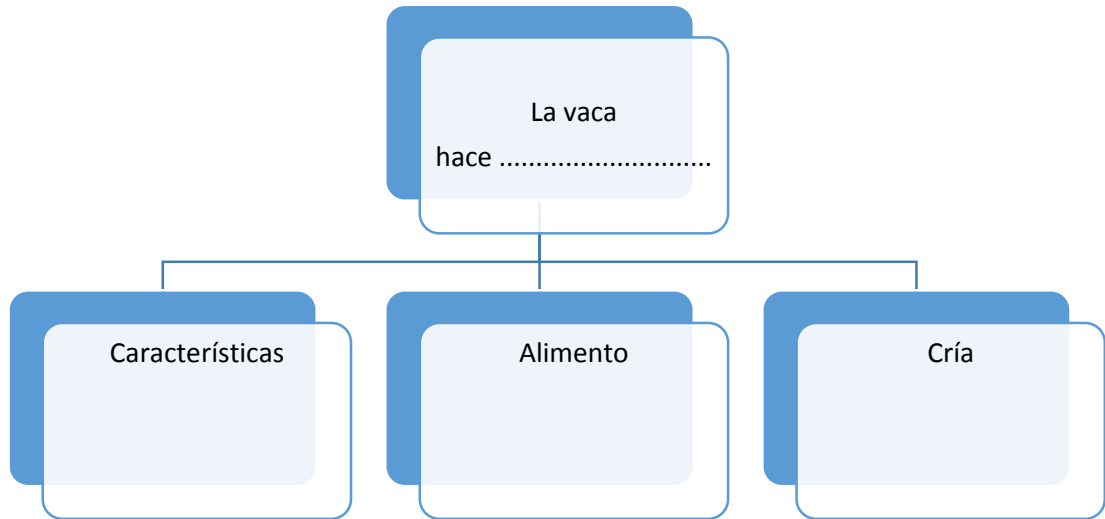 La vaca
hace .............................
Características
Alimento
Cría